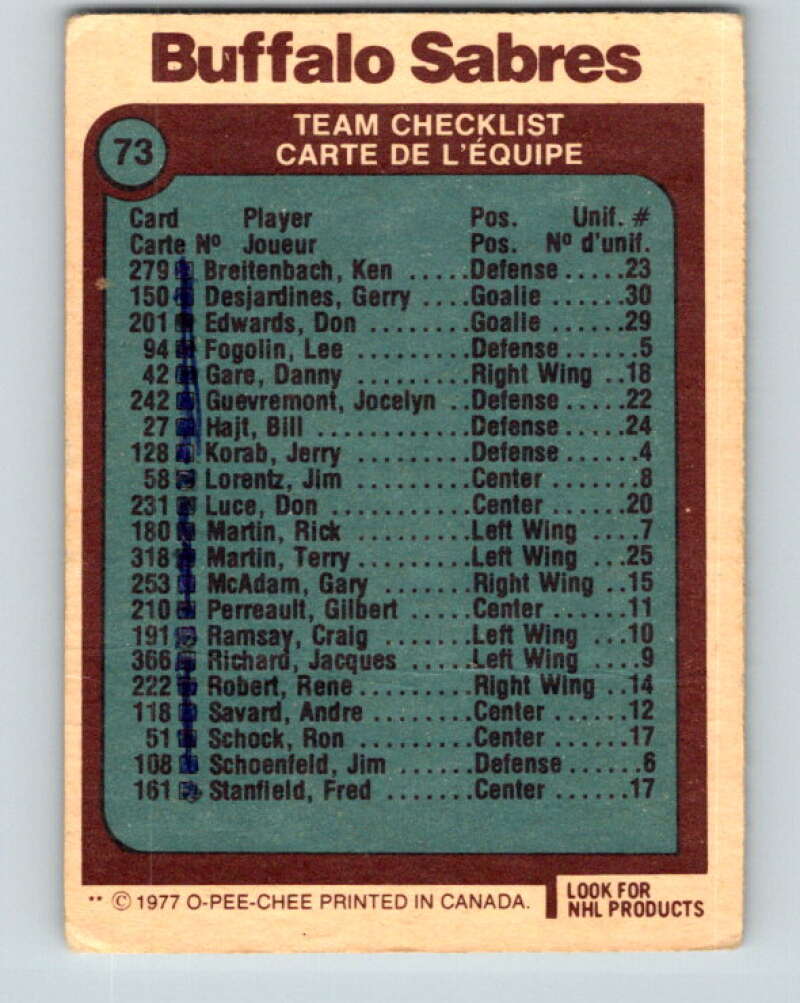 Buffalo Sabres
73
TEAM CHECKLIST
CARTE DE L'ÉQUIPE
Card Player Pos. Unif. #
Carte Nº Joueur Pos. Nº d'unif.
279 Breitenbach, Ken .....Defense......23
150 Desjardines, Gerry ....Goalie .......30
201 Edwards, Don ........Goalie .......29
94 Fogolin, Lee .........Defense......5
42 Gare, Danny .........Right Wing ..18
242 Guevremont, Jocelyn ..Defense......22
27 Hajt, Bill ............Defense......24
128 Korab, Jerry .........Defense......4
58 Lorentz, Jim .........Center .......8
231 Luce, Don ...........Center .......20
180 Martin, Rick .........Left Wing ....7
318 Martin, Terry.........Left Wing ...25
253 McAdam, Gary .......Right Wing ..15
210 Perreault, Gilbert .....Center ......11
191 Ramsay, Craig .......Left Wing ...10
366 Richard, Jacques .....Left Wing ....9
222 Robert, Rene.........Right Wing ..14
118 Savard, Andre ........Center ......12
51 Schock, Ron .........Center ......17
108 Schoenfeld, Jim ......Defense......6
161 Stanfield, Fred .......Center ......17
** © 1977 O-PEE-CHEE PRINTED IN CANADA.
LOOK FOR
NHL PRODUCTS